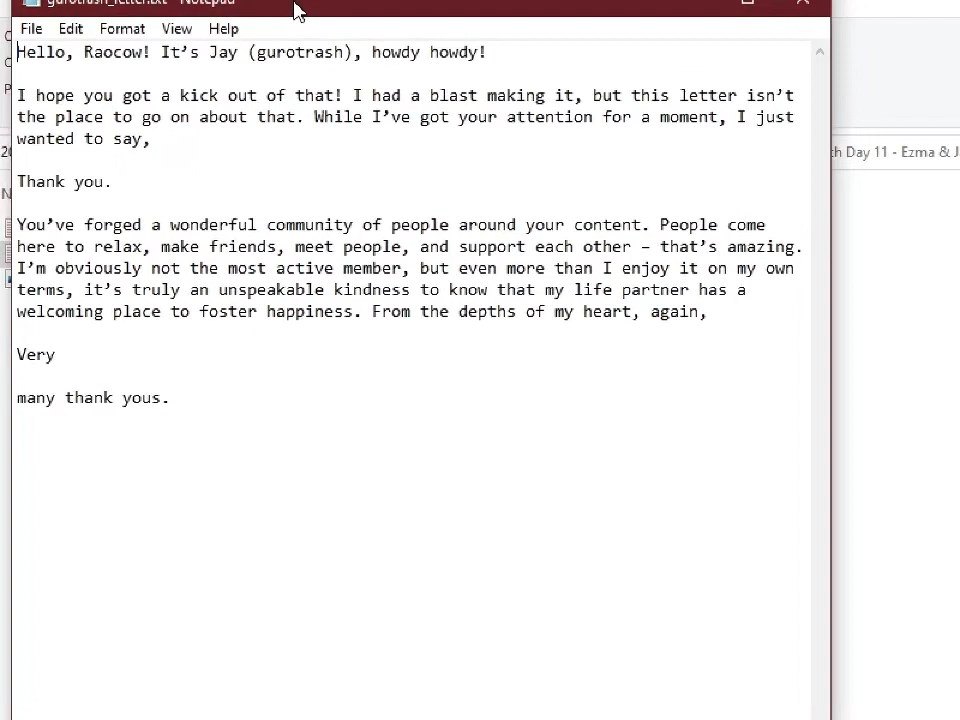 gurotrash_letter.txt - Notepad
File Edit Format View Help
Hello, Raocow! It’s Jay (gurotrash), howdy howdy!
I hope you got a kick out of that! I had a blast making it, but this letter isn’t
the place to go on about that. While I’ve got your attention for a moment, I just
wanted to say,
Thank you.
You’ve forged a wonderful community of people around your content. People come
here to relax, make friends, meet people, and support each other – that’s amazing.
I’m obviously not the most active member, but even more than I enjoy it on my own
terms, it’s truly an unspeakable kindness to know that my life partner has a
welcoming place to foster happiness. From the depths of my heart, again,
Very
many thank yous.
Day 11 - Ezma &